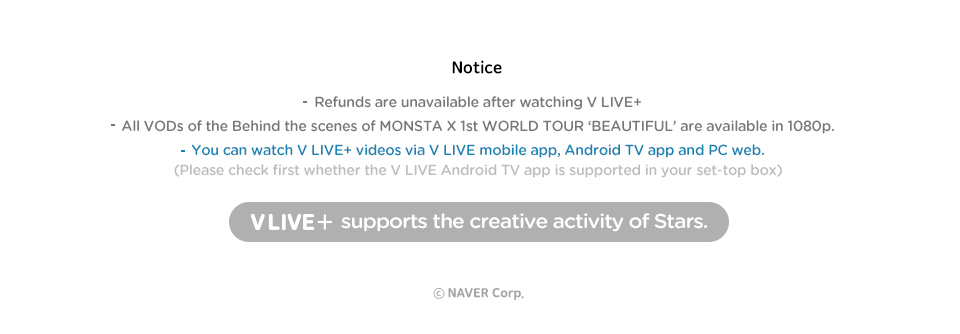 Notice
- Refunds are unavailable after watching V LIVE+
- All VODs of the Behind the scenes of MONSTA X 1st WORLD TOUR ‘BEAUTIFUL’ are available in 1080p.
- You can watch V LIVE+ videos via V LIVE mobile app, Android TV app and PC web.
(Please check first whether the V LIVE Android TV app is supported in your set-top box)
V LIVE+ supports the creative activity of Stars.
ⓒ NAVER Corp.